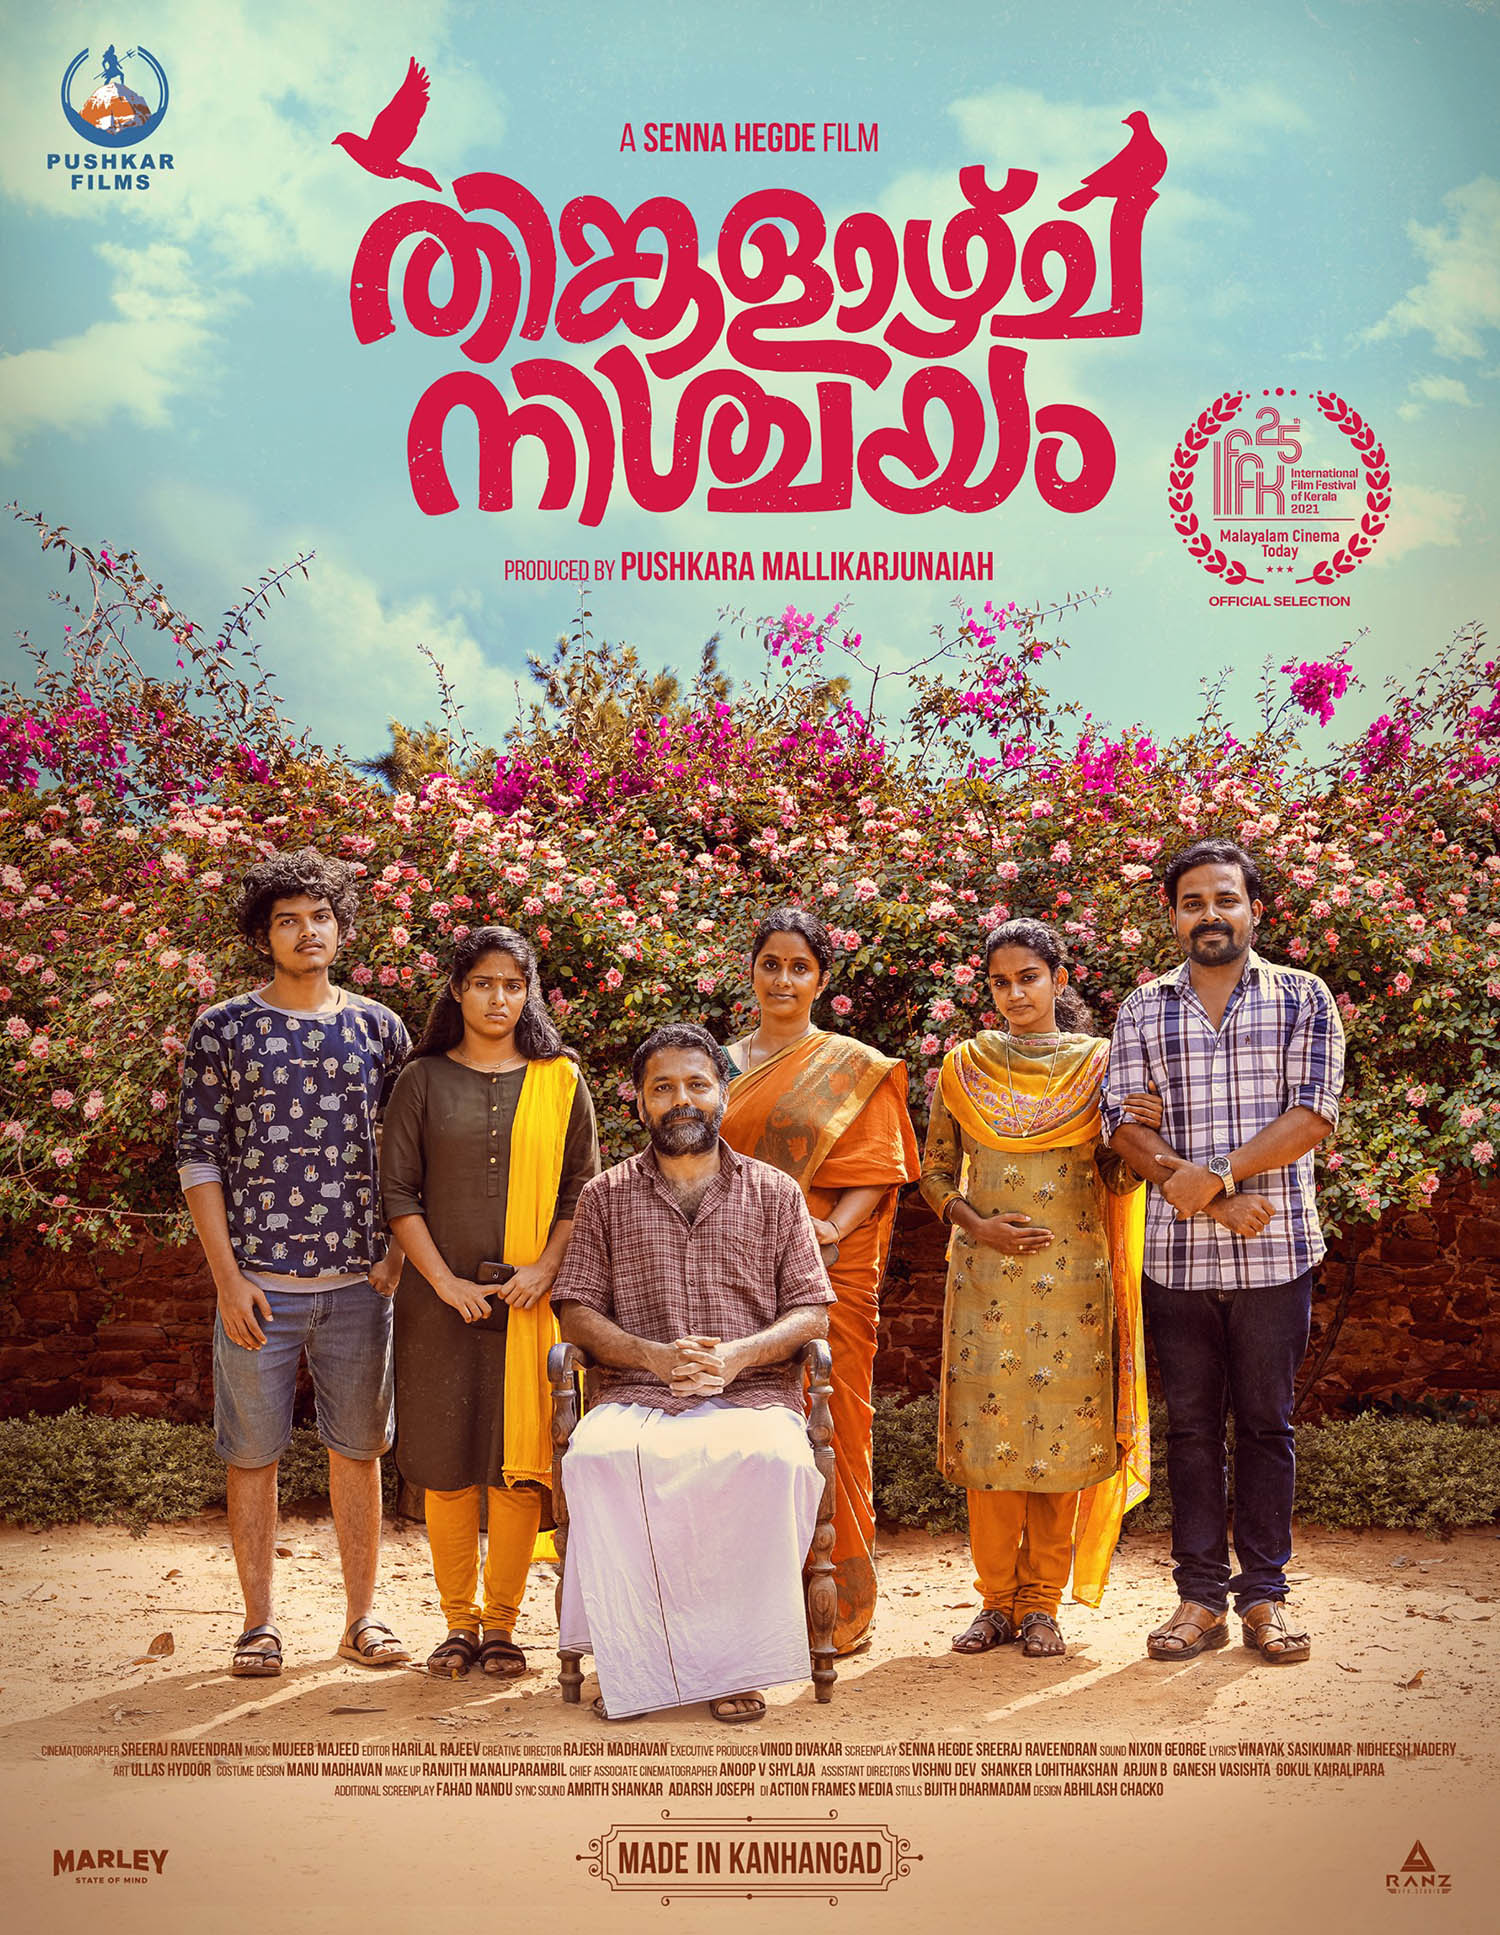 PUSHKAR
FILMS
A SENNA HEGDE FILM
തിങ്കളാഴ്ച
നിശ്ചയം
PRODUCED BY PUSHKARA MALLIKARJUNAIAH
25th
IFFK
International
Film Festival
of Kerala
2021
Malayalam Cinema
Today
OFFICIAL SELECTION
CINEMATOGRAPHER SREERAJ RAVEENDRAN MUSIC MUJEEB MAJEED EDITOR HARILAL RAJEEV CREATIVE DIRECTOR RAJESH MADHAVAN EXECUTIVE PRODUCER VINOD DIVAKAR SCREENPLAY SENNA HEGDE SREERAJ RAVEENDRAN SOUND NIXON GEORGE LYRICS VINAYAK SASIKUMAR NIDHEESH NADERY
ART ULLAS HYDOOR COSTUME DESIGN MANU MADHAVAN MAKE UP RANJITH MANALIPARAMBIL CHIEF ASSOCIATE CINEMATOGRAPHER ANOOP V SHYLAJA ASSISTANT DIRECTORS VISHNU DEV SHANKER LOHITHAKSHAN ARJUN B GANESH VASISHTA GOKUL KAIRALIPARA
ADDITIONAL SCREENPLAY FAHAD NANDU SYNC SOUND AMRITH SHANKAR ADARSH JOSEPH DI ACTION FRAMES MEDIA STILLS BIJITH DHARMADAM DESIGN ABHILASH CHACKO
MARLEY
STATE OF MIND
MADE IN KANHANGAD
RANZ
VFX.STUDIO